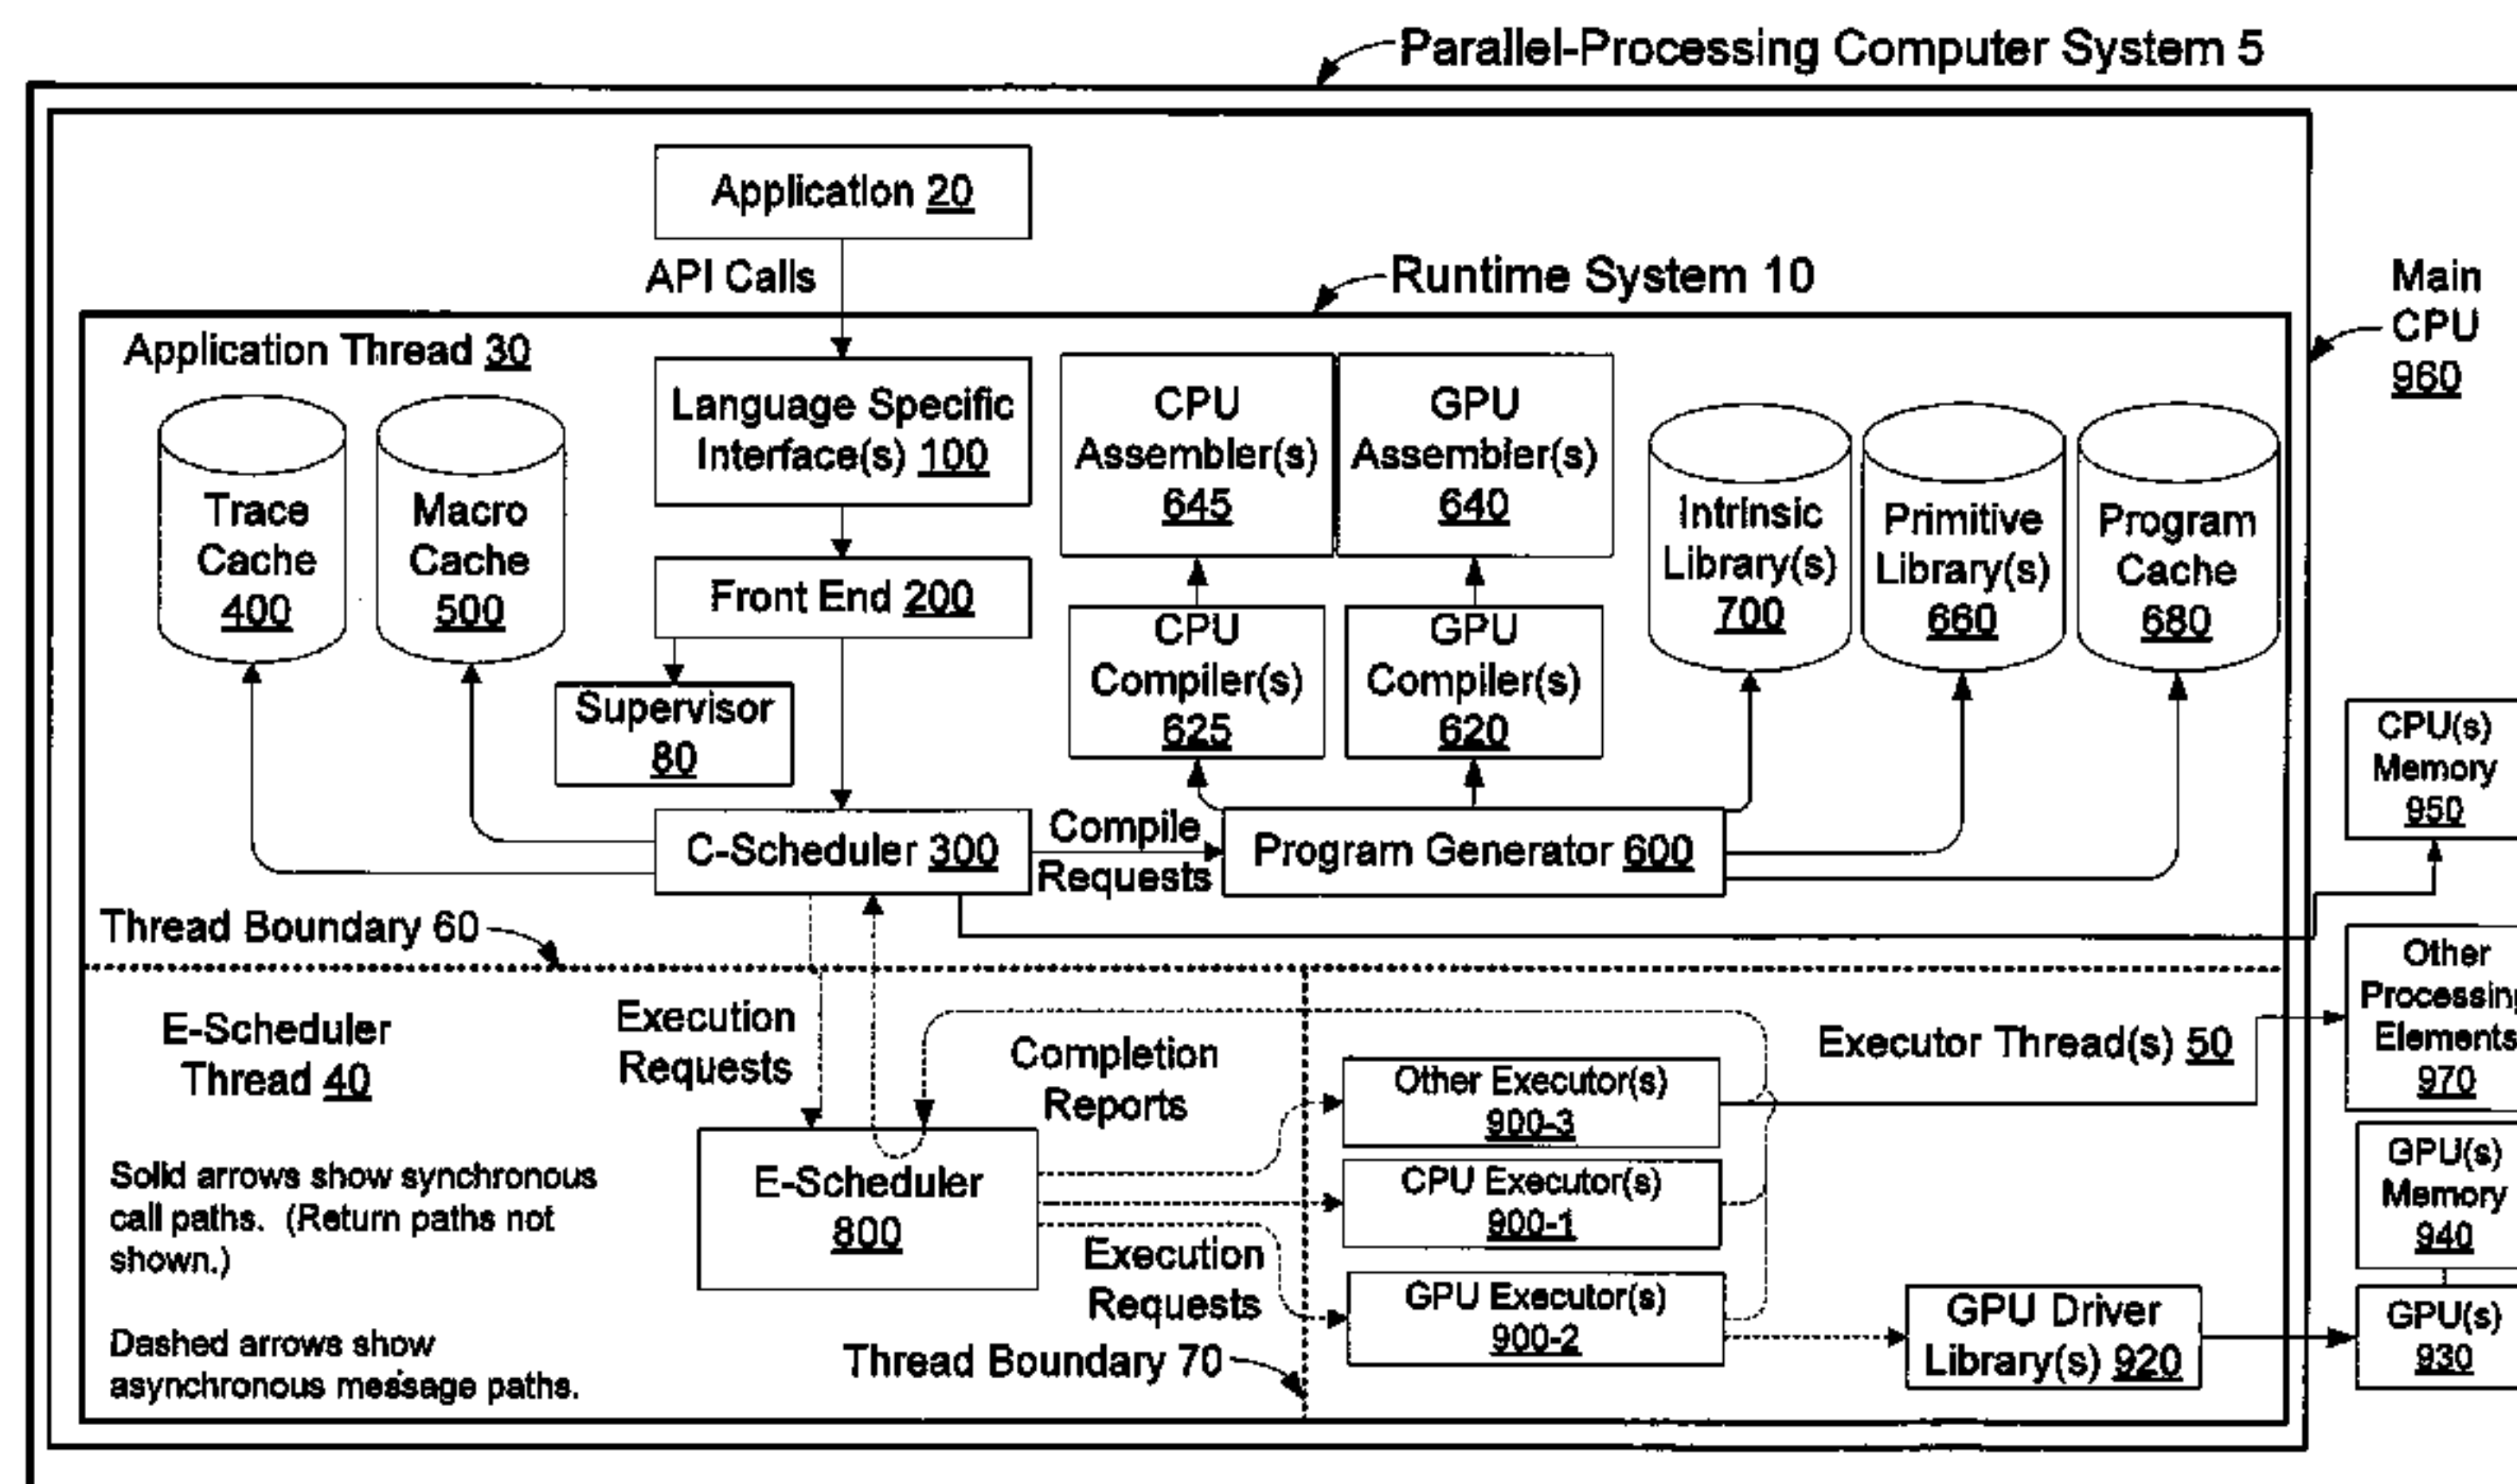 Parallel-Processing Computer System 5
Application 20
API Calls
Runtime System 10
Main
CPU
960
Application Thread 30
Language Specific
Interface(s) 100
CPU
Assembler(s)
645
GPU
Assembler(s)
640
Trace
Cache
400
Macro
Cache
500
Intrinsic
Library(s)
700
Primitive
Library(s)
660
Program
Cache
680
Front End 200
CPU
Compiler(s)
625
GPU
Compiler(s)
620
Supervisor
80
CPU(s)
Memory
950
C-Scheduler 300
Compile
Requests
Program Generator 600
Thread Boundary 60
Other
Processing
Elements
970
E-Scheduler
Thread 40
Execution
Requests
Completion
Reports
Executor Thread(s) 50
Other Executor(s)
900-3
CPU Executor(s)
900-1
GPU Executor(s)
900-2
E-Scheduler
800
Execution
Requests
GPU(s)
Memory
940
Solid arrows show synchronous
call paths. (Return paths not
shown.)
Dashed arrows show
asynchronous message paths.
Thread Boundary 70
GPU Driver
Library(s) 920
GPU(s)
930